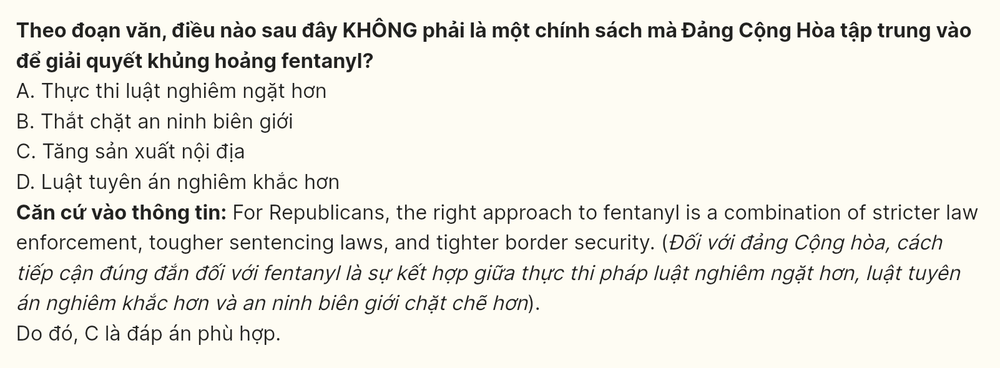 Theo đoạn văn, điều nào sau đây KHÔNG phải là một chính sách mà Đảng Cộng Hòa tập trung vào
để giải quyết khủng hoảng fentanyl?
A. Thực thi luật nghiêm ngặt hơn
B. Thắt chặt an ninh biên giới
C. Tăng sản xuất nội địa
D. Luật tuyên án nghiêm khắc hơn
Căn cứ vào thông tin: For Republicans, the right approach to fentanyl is a combination of stricter law
enforcement, tougher sentencing laws, and tighter border security. (Đối với đảng Cộng hòa, cách
tiếp cận đúng đắn đối với fentanyl là sự kết hợp giữa thực thi pháp luật nghiêm ngặt hơn, luật tuyên
án nghiêm khắc hơn và an ninh biên giới chặt chẽ hơn).
Do đó, C là đáp án phù hợp.